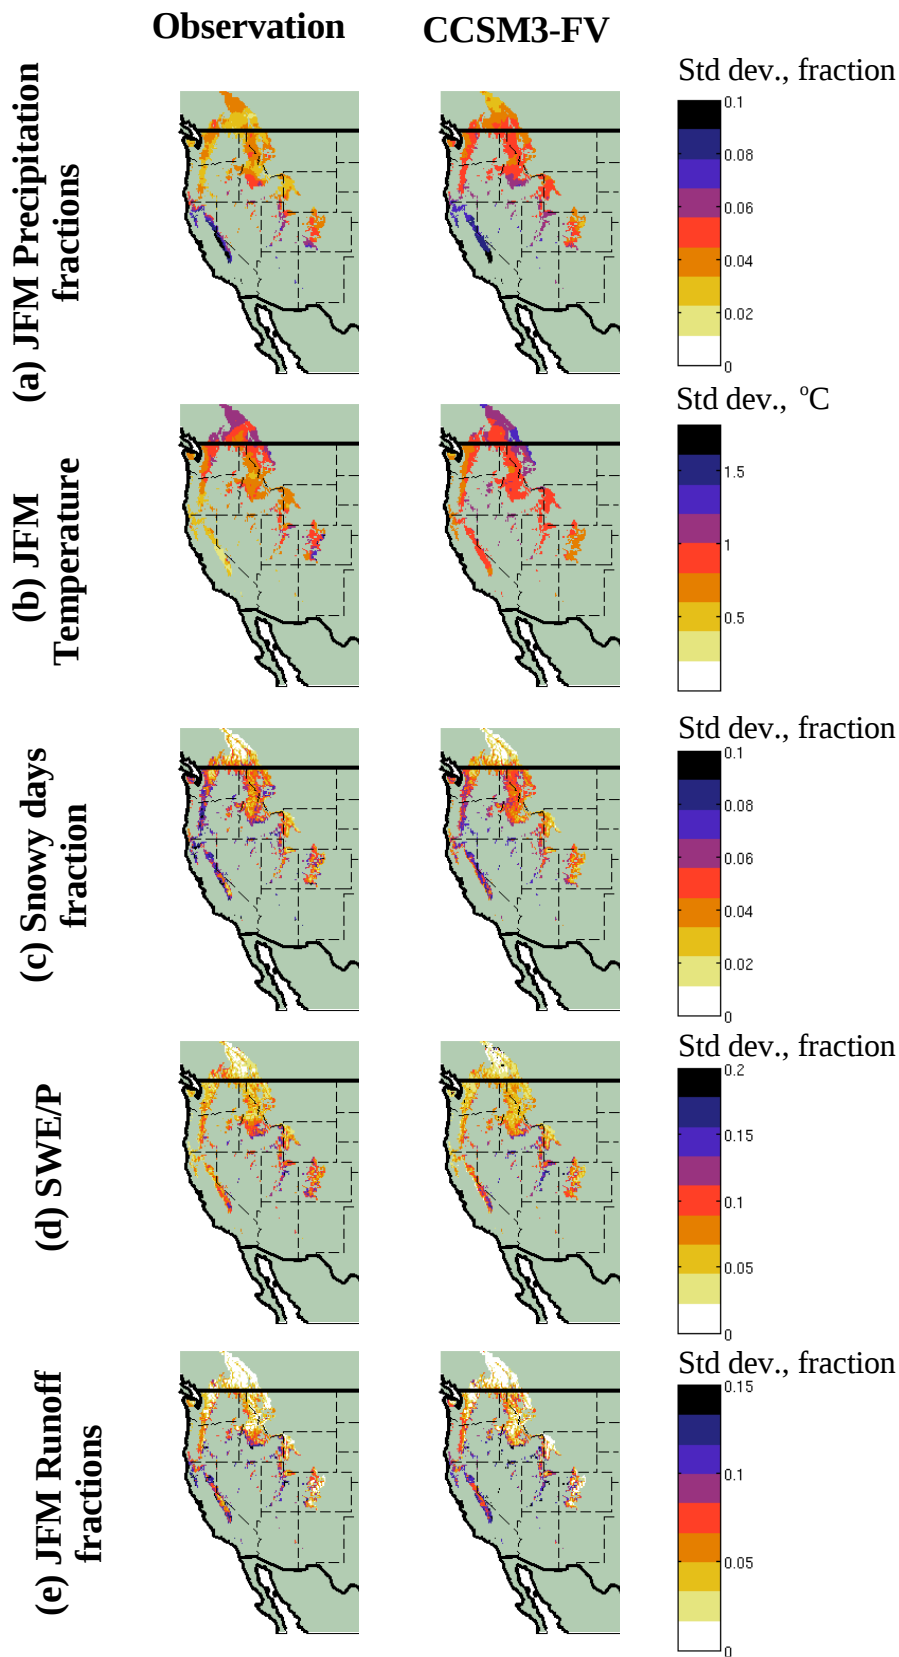 Observation
CCSM3-FV
(a) JFM Precipitation
fractions
Std dev., fraction
0.1
0.08
0.06
0.04
0.02
0
(b) JFM
Temperature
Std dev., °C
1.5
1
0.5
(c) Snowy days
fraction
Std dev., fraction
0.1
0.08
0.06
0.04
0.02
0
(d) SWE/P
Std dev., fraction
0.2
0.15
0.1
0.05
0
(e) JFM Runoff
fractions
Std dev., fraction
0.15
0.1
0.05
0